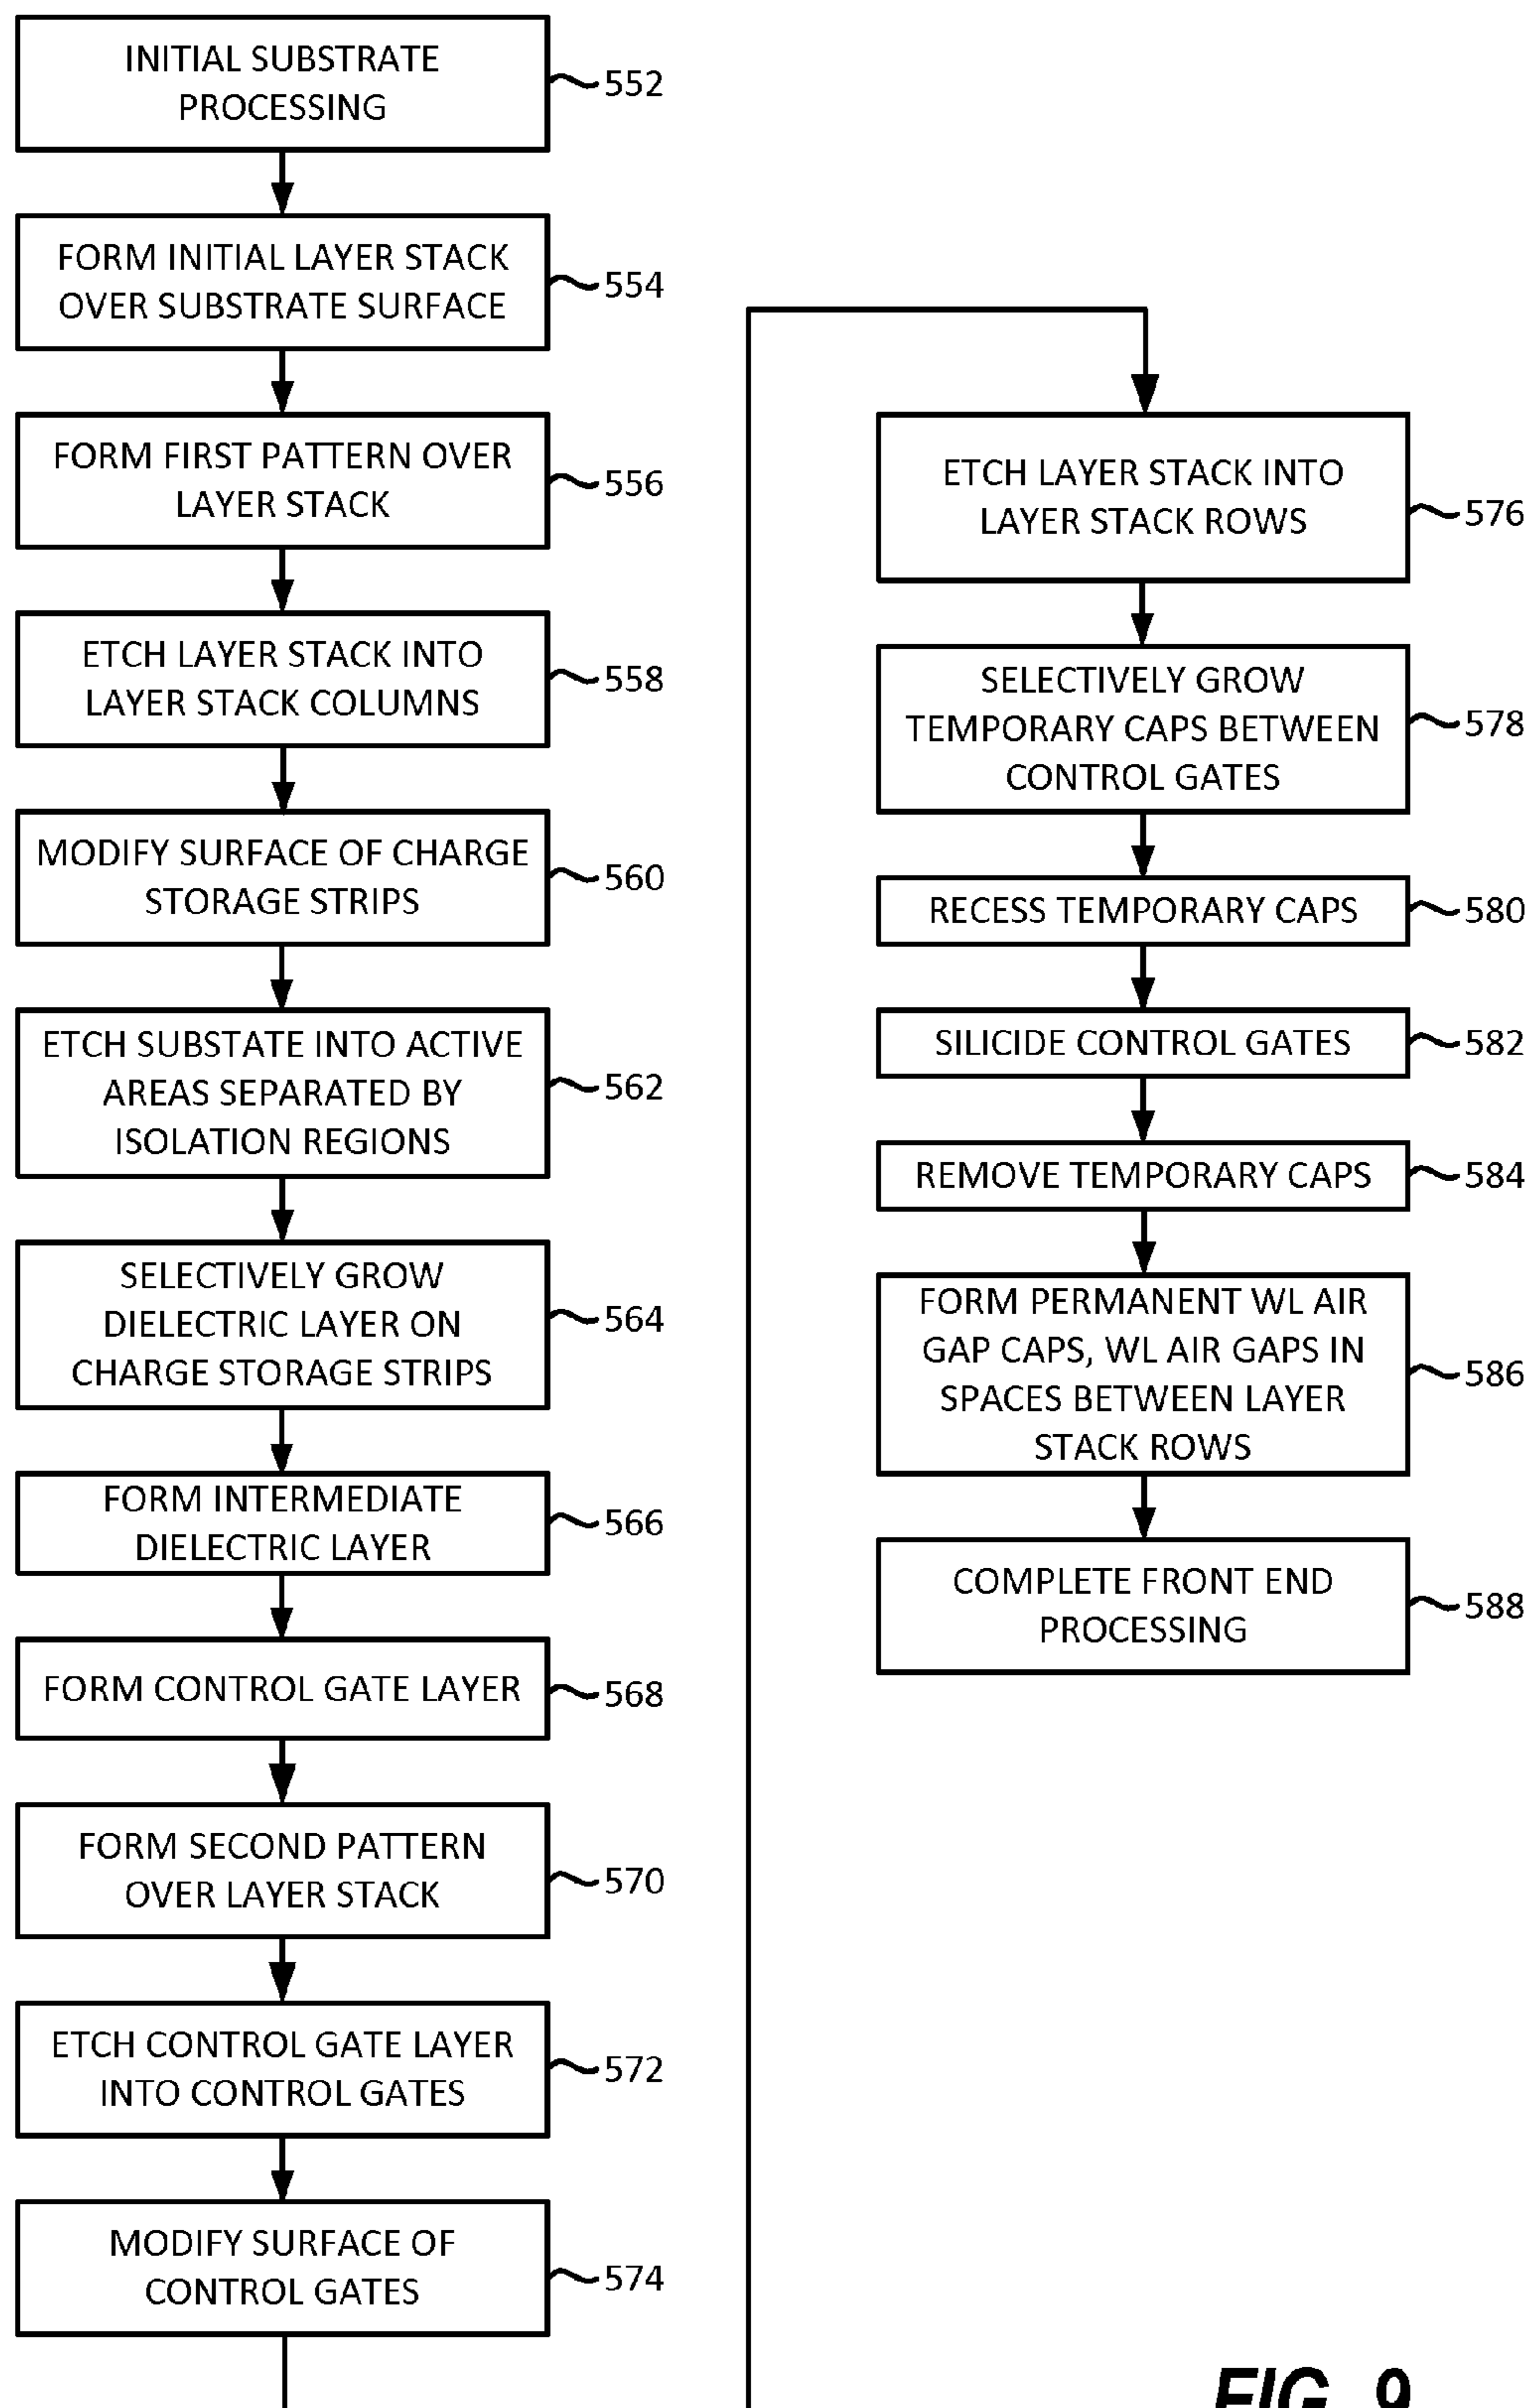 INITIAL SUBSTRATE
PROCESSING
552
FORM INITIAL LAYER STACK
OVER SUBSTRATE SURFACE
554
FORM FIRST PATTERN OVER
LAYER STACK
556
ETCH LAYER STACK INTO
LAYER STACK COLUMNS
558
MODIFY SURFACE OF CHARGE
STORAGE STRIPS
560
ETCH SUBSTATE INTO ACTIVE
AREAS SEPARATED BY
ISOLATION REGIONS
562
SELECTIVELY GROW
DIELECTRIC LAYER ON
CHARGE STORAGE STRIPS
564
FORM INTERMEDIATE
DIELECTRIC LAYER
566
FORM CONTROL GATE LAYER
568
FORM SECOND PATTERN
OVER LAYER STACK
570
ETCH CONTROL GATE LAYER
INTO CONTROL GATES
572
MODIFY SURFACE OF
CONTROL GATES
574
ETCH LAYER STACK INTO
LAYER STACK ROWS
576
SELECTIVELY GROW
TEMPORARY CAPS BETWEEN
CONTROL GATES
578
RECESS TEMPORARY CAPS
580
SILICIDE CONTROL GATES
582
REMOVE TEMPORARY CAPS
584
FORM PERMANENT WL AIR
GAP CAPS, WL AIR GAPS IN
SPACES BETWEEN LAYER
STACK ROWS
586
COMPLETE FRONT END
PROCESSING
588
FIG. 9